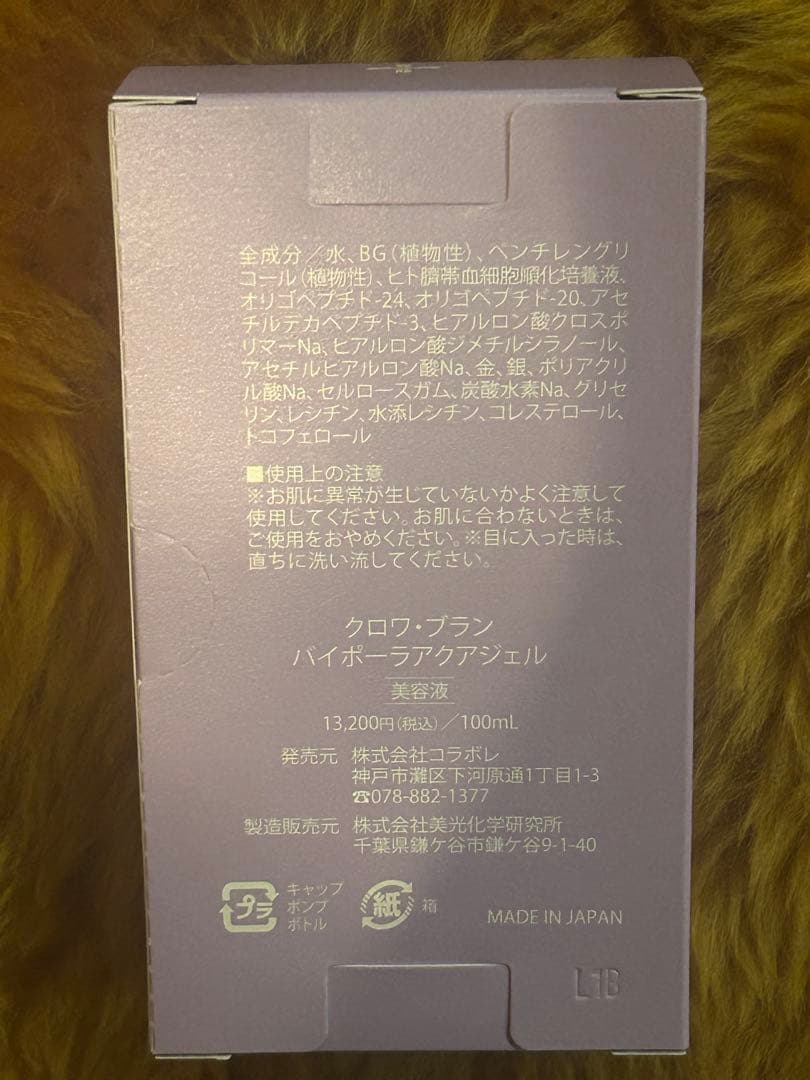 全成分／水、BG（植物性）、ペンチレングリ
コール（植物性）、ヒト臍帯血細胞順化培養液、
オリゴペプチド-24、オリゴペプチド-20、アセ
チルデカペプチド-3、ヒアルロン酸クロスポ
リマーNa、ヒアルロン酸ジメチルシラノール、
アセチルヒアルロン酸Na、金、銀、ポリアクリ
ル酸Na、セルロースガム、炭酸水素Na、グリセ
リン、レシチン、水添レシチン、コレステロール、
トコフェロール
■使用上の注意
※お肌に異常が生じていないかよく注意して
使用してください。お肌に合わないときは、
ご使用をおやめください。※目に入った時は、
直ちに洗い流してください。
クロワ・ブラン
バイポーラアクアジェル
美容液
13,200円（税込）／100mL
発売元 株式会社コラボレ
神戸市灘区下河原通1丁目1-3
☎078-882-1377
製造販売元 株式会社美光化学研究所
千葉県鎌ケ谷市鎌ケ谷9-1-40
プラ キャップ
ポンプ
ボトル
紙 箱
MADE IN JAPAN
L1B